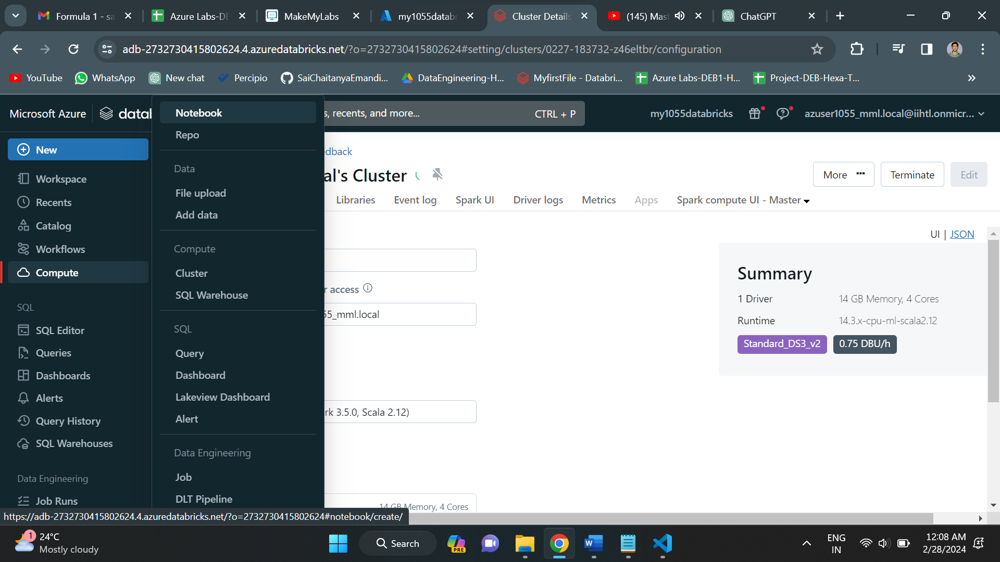 Formula 1 - sa
Azure Labs-DE
MakeMyLabs
my1055databr
Cluster Details
(145) Mast
ChatGPT
adb-2732730415802624.4.azuredatabricks.net/?o=2732730415802624#setting/clusters/0227-183732-z46eltbr/configuration
YouTube
WhatsApp
New chat
Percipio
SaiChaitanyaEmandi...
DataEngineering-H...
MyfirstFile - Databri...
Azure Labs-DEB1-H...
Project-DEB-Hexa-T...
Microsoft Azure
datab
s, recents, and more...
CTRL + P
my1055databricks
azuser1055_mml.local@iihtl.onmicr...
New
Workspace
Recents
Catalog
Workflows
Compute
SQL
SQL Editor
Queries
Dashboards
Alerts
Query History
SQL Warehouses
Data Engineering
Job Runs
Notebook
Repo
Data
File upload
Add data
Compute
Cluster
SQL Warehouse
SQL
Query
Dashboard
Lakeview Dashboard
Alert
Data Engineering
Job
DLT Pipeline
edback
al's Cluster
More ...
Terminate
Edit
Libraries
Event log
Spark UI
Driver logs
Metrics
Apps
Spark compute UI - Master
UI | JSON
r access
55_mml.local
rk 3.5.0, Scala 2.12)
14 GB Memory, 4 Cores
Summary
1 Driver
14 GB Memory, 4 Cores
Runtime
14.3.x-cpu-ml-scala2.12
Standard_DS3_v2
0.75 DBU/h
https://adb-2732730415802624.4.azuredatabricks.net/?o=2732730415802624#notebook/create/
1
24°C
Mostly cloudy
Search
PRE
ENG
IN
12:08 AM
2/28/2024